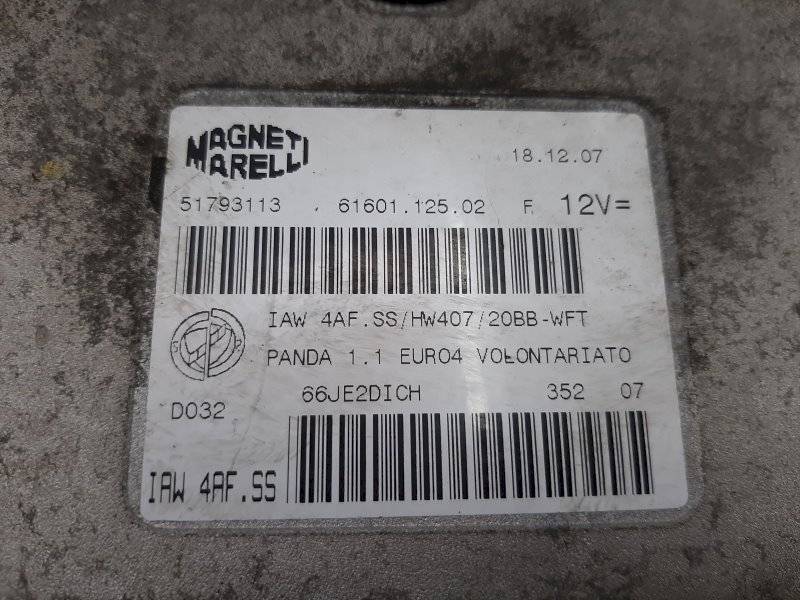 MAGNETI
MARELLI
18.12.07
51793113 . 61601.125.02 F. 12V=
IAW 4AF.SS/HW407/20BB-WFT
PANDA 1.1 EURO4 VOLONTARIATO
66JE2DICH 352 07
D032
IAW 4AF.SS